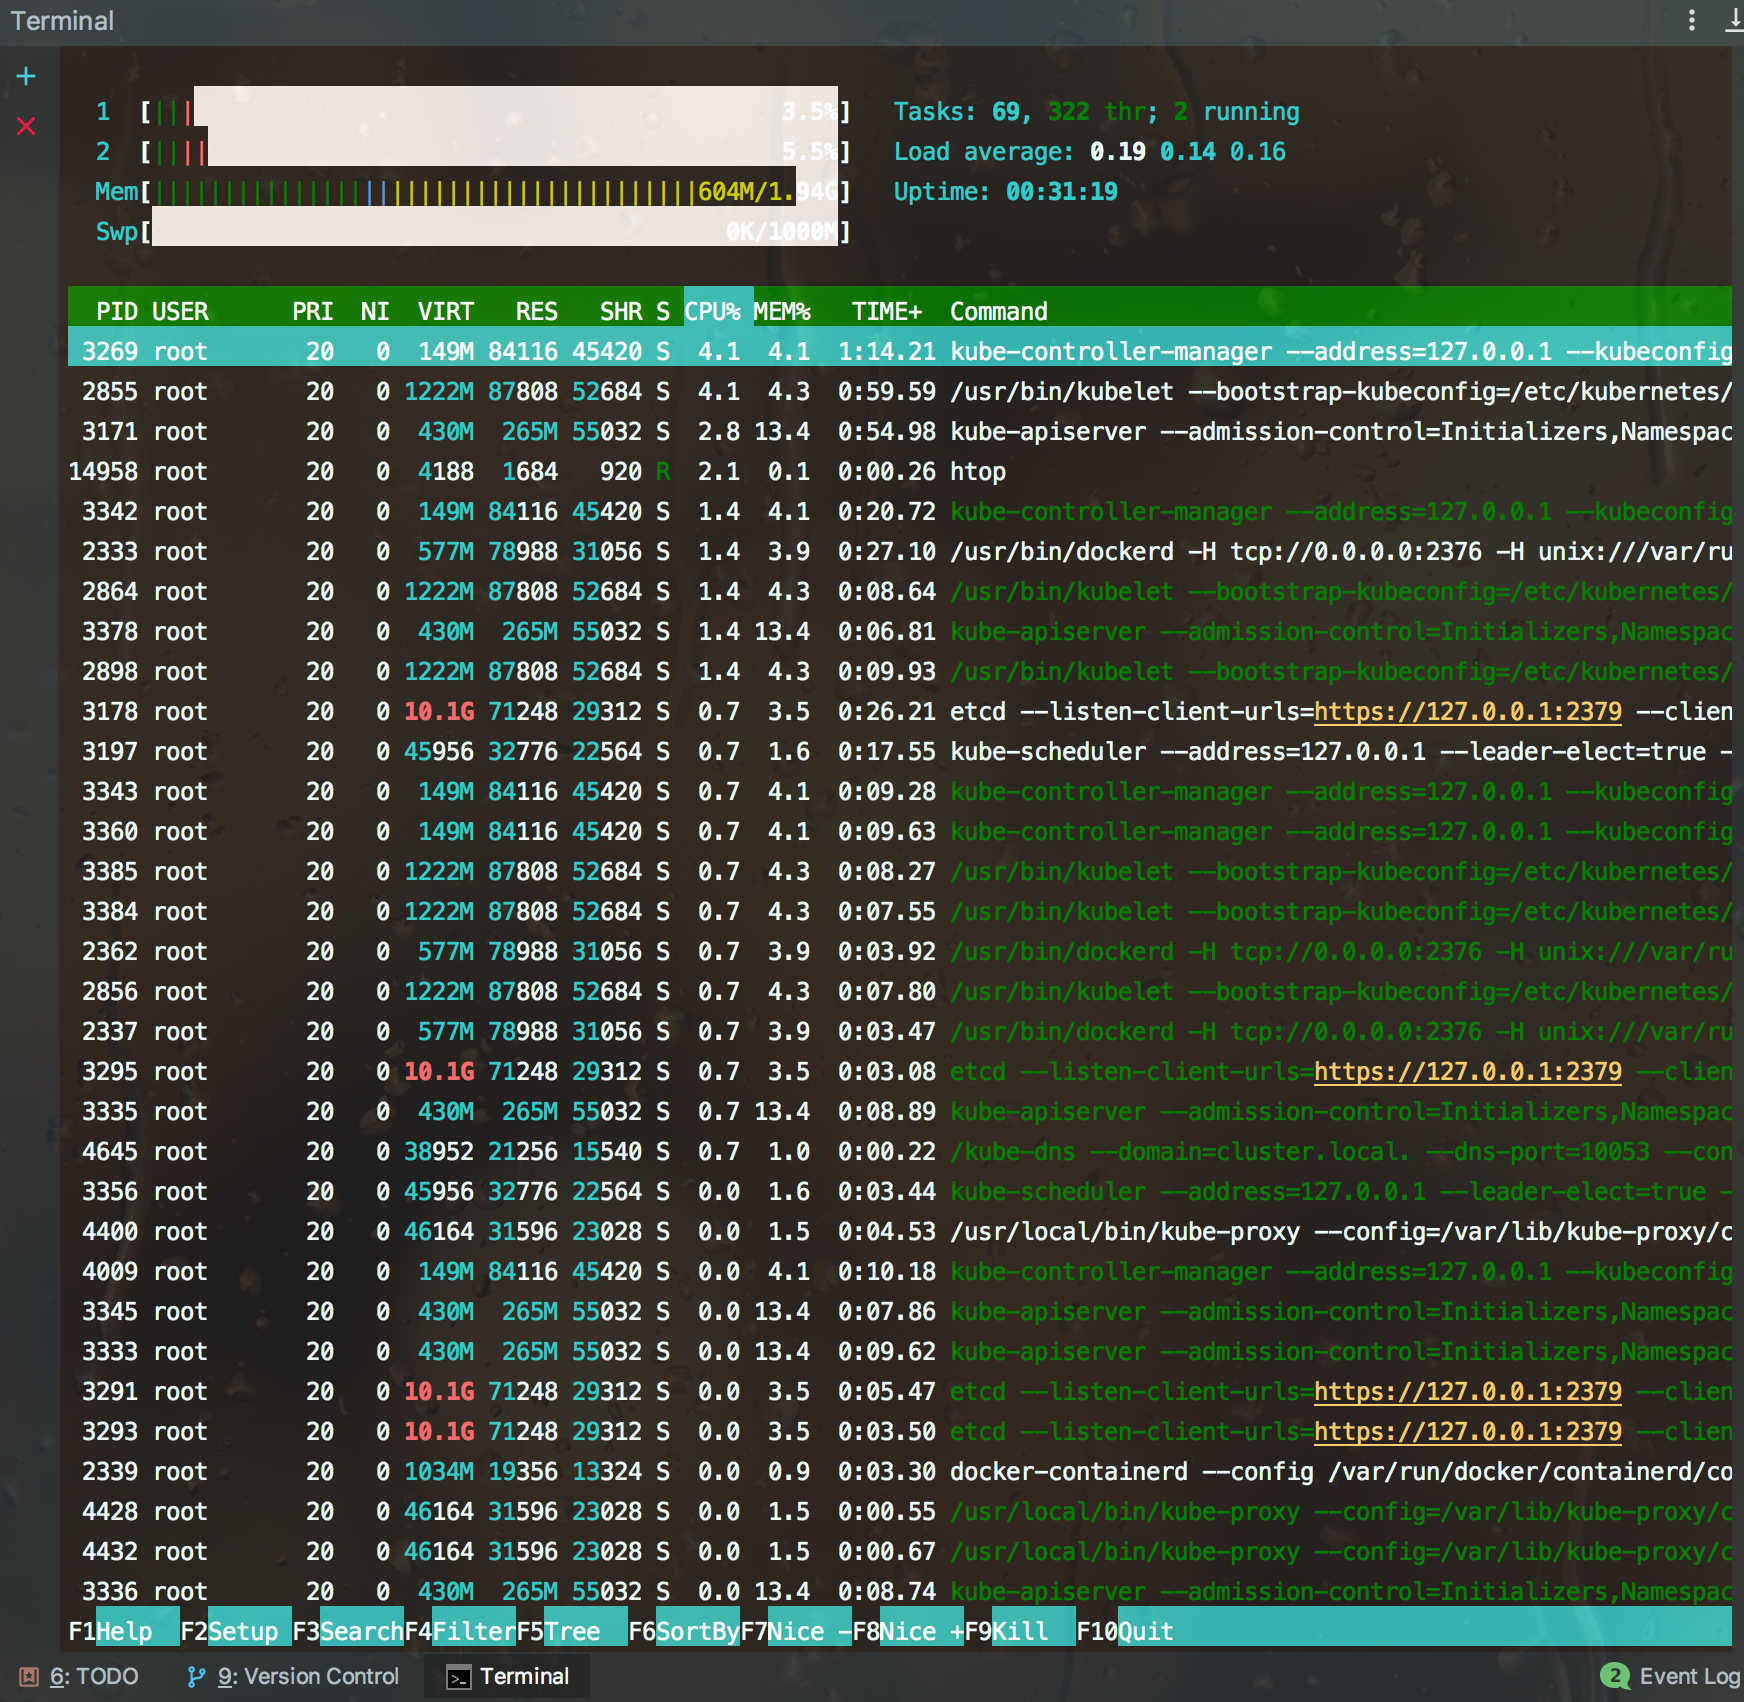 Terminal
1 [||| 3.5%] Tasks: 69, 322 thr; 2 running
2 [|||| 5.5%] Load average: 0.19 0.14 0.16
Mem[|||||||||||||||||||||||||||||||||||||||604M/1.94G] Uptime: 00:31:19
Swp[ 0K/1000M]
PID USER PRI NI VIRT RES SHR S CPU% MEM% TIME+ Command
3269 root 20 0 149M 84116 45420 S 4.1 4.1 1:14.21 kube-controller-manager --address=127.0.0.1 --kubeconfig
2855 root 20 0 1222M 87808 52684 S 4.1 4.3 0:59.59 /usr/bin/kubelet --bootstrap-kubeconfig=/etc/kubernetes/
3171 root 20 0 430M 265M 55032 S 2.8 13.4 0:54.98 kube-apiserver --admission-control=Initializers,Namespac
14958 root 20 0 4188 1684 920 R 2.1 0.1 0:00.26 htop
3342 root 20 0 149M 84116 45420 S 1.4 4.1 0:20.72 kube-controller-manager --address=127.0.0.1 --kubeconfig
2333 root 20 0 577M 78988 31056 S 1.4 3.9 0:27.10 /usr/bin/dockerd -H tcp://0.0.0.0:2376 -H unix:///var/ru
2864 root 20 0 1222M 87808 52684 S 1.4 4.3 0:08.64 /usr/bin/kubelet --bootstrap-kubeconfig=/etc/kubernetes/
3378 root 20 0 430M 265M 55032 S 1.4 13.4 0:06.81 kube-apiserver --admission-control=Initializers,Namespac
2898 root 20 0 1222M 87808 52684 S 1.4 4.3 0:09.93 /usr/bin/kubelet --bootstrap-kubeconfig=/etc/kubernetes/
3178 root 20 0 10.1G 71248 29312 S 0.7 3.5 0:26.21 etcd --listen-client-urls=https://127.0.0.1:2379 --clien
3197 root 20 0 45956 32776 22564 S 0.7 1.6 0:17.55 kube-scheduler --address=127.0.0.1 --leader-elect=true -
3343 root 20 0 149M 84116 45420 S 0.7 4.1 0:09.28 kube-controller-manager --address=127.0.0.1 --kubeconfig
3360 root 20 0 149M 84116 45420 S 0.7 4.1 0:09.63 kube-controller-manager --address=127.0.0.1 --kubeconfig
3385 root 20 0 1222M 87808 52684 S 0.7 4.3 0:08.27 /usr/bin/kubelet --bootstrap-kubeconfig=/etc/kubernetes/
3384 root 20 0 1222M 87808 52684 S 0.7 4.3 0:07.55 /usr/bin/kubelet --bootstrap-kubeconfig=/etc/kubernetes/
2362 root 20 0 577M 78988 31056 S 0.7 3.9 0:03.92 /usr/bin/dockerd -H tcp://0.0.0.0:2376 -H unix:///var/ru
2856 root 20 0 1222M 87808 52684 S 0.7 4.3 0:07.80 /usr/bin/kubelet --bootstrap-kubeconfig=/etc/kubernetes/
2337 root 20 0 577M 78988 31056 S 0.7 3.9 0:03.47 /usr/bin/dockerd -H tcp://0.0.0.0:2376 -H unix:///var/ru
3295 root 20 0 10.1G 71248 29312 S 0.7 3.5 0:03.08 etcd --listen-client-urls=https://127.0.0.1:2379 --clien
3335 root 20 0 430M 265M 55032 S 0.7 13.4 0:08.89 kube-apiserver --admission-control=Initializers,Namespac
4645 root 20 0 38952 21256 15540 S 0.7 1.0 0:00.22 /kube-dns --domain=cluster.local. --dns-port=10053 --con
3356 root 20 0 45956 32776 22564 S 0.0 1.6 0:03.44 kube-scheduler --address=127.0.0.1 --leader-elect=true -
4400 root 20 0 46164 31596 23028 S 0.0 1.5 0:04.53 /usr/local/bin/kube-proxy --config=/var/lib/kube-proxy/c
4009 root 20 0 149M 84116 45420 S 0.0 4.1 0:10.18 kube-controller-manager --address=127.0.0.1 --kubeconfig
3345 root 20 0 430M 265M 55032 S 0.0 13.4 0:07.86 kube-apiserver --admission-control=Initializers,Namespac
3333 root 20 0 430M 265M 55032 S 0.0 13.4 0:09.62 kube-apiserver --admission-control=Initializers,Namespac
3291 root 20 0 10.1G 71248 29312 S 0.0 3.5 0:05.47 etcd --listen-client-urls=https://127.0.0.1:2379 --clien
3293 root 20 0 10.1G 71248 29312 S 0.0 3.5 0:03.50 etcd --listen-client-urls=https://127.0.0.1:2379 --clien
2339 root 20 0 1034M 19356 13324 S 0.0 0.9 0:03.30 docker-containerd --config /var/run/docker/containerd/co
4428 root 20 0 46164 31596 23028 S 0.0 1.5 0:00.55 /usr/local/bin/kube-proxy --config=/var/lib/kube-proxy/c
4432 root 20 0 46164 31596 23028 S 0.0 1.5 0:00.67 /usr/local/bin/kube-proxy --config=/var/lib/kube-proxy/c
3336 root 20 0 430M 265M 55032 S 0.0 13.4 0:08.74 kube-apiserver --admission-control=Initializers,Namespac
F1Help F2Setup F3SearchF4FilterF5Tree F6SortByF7Nice -F8Nice +F9Kill F10Quit
6: TODO 9: Version Control Terminal 2 Event Log